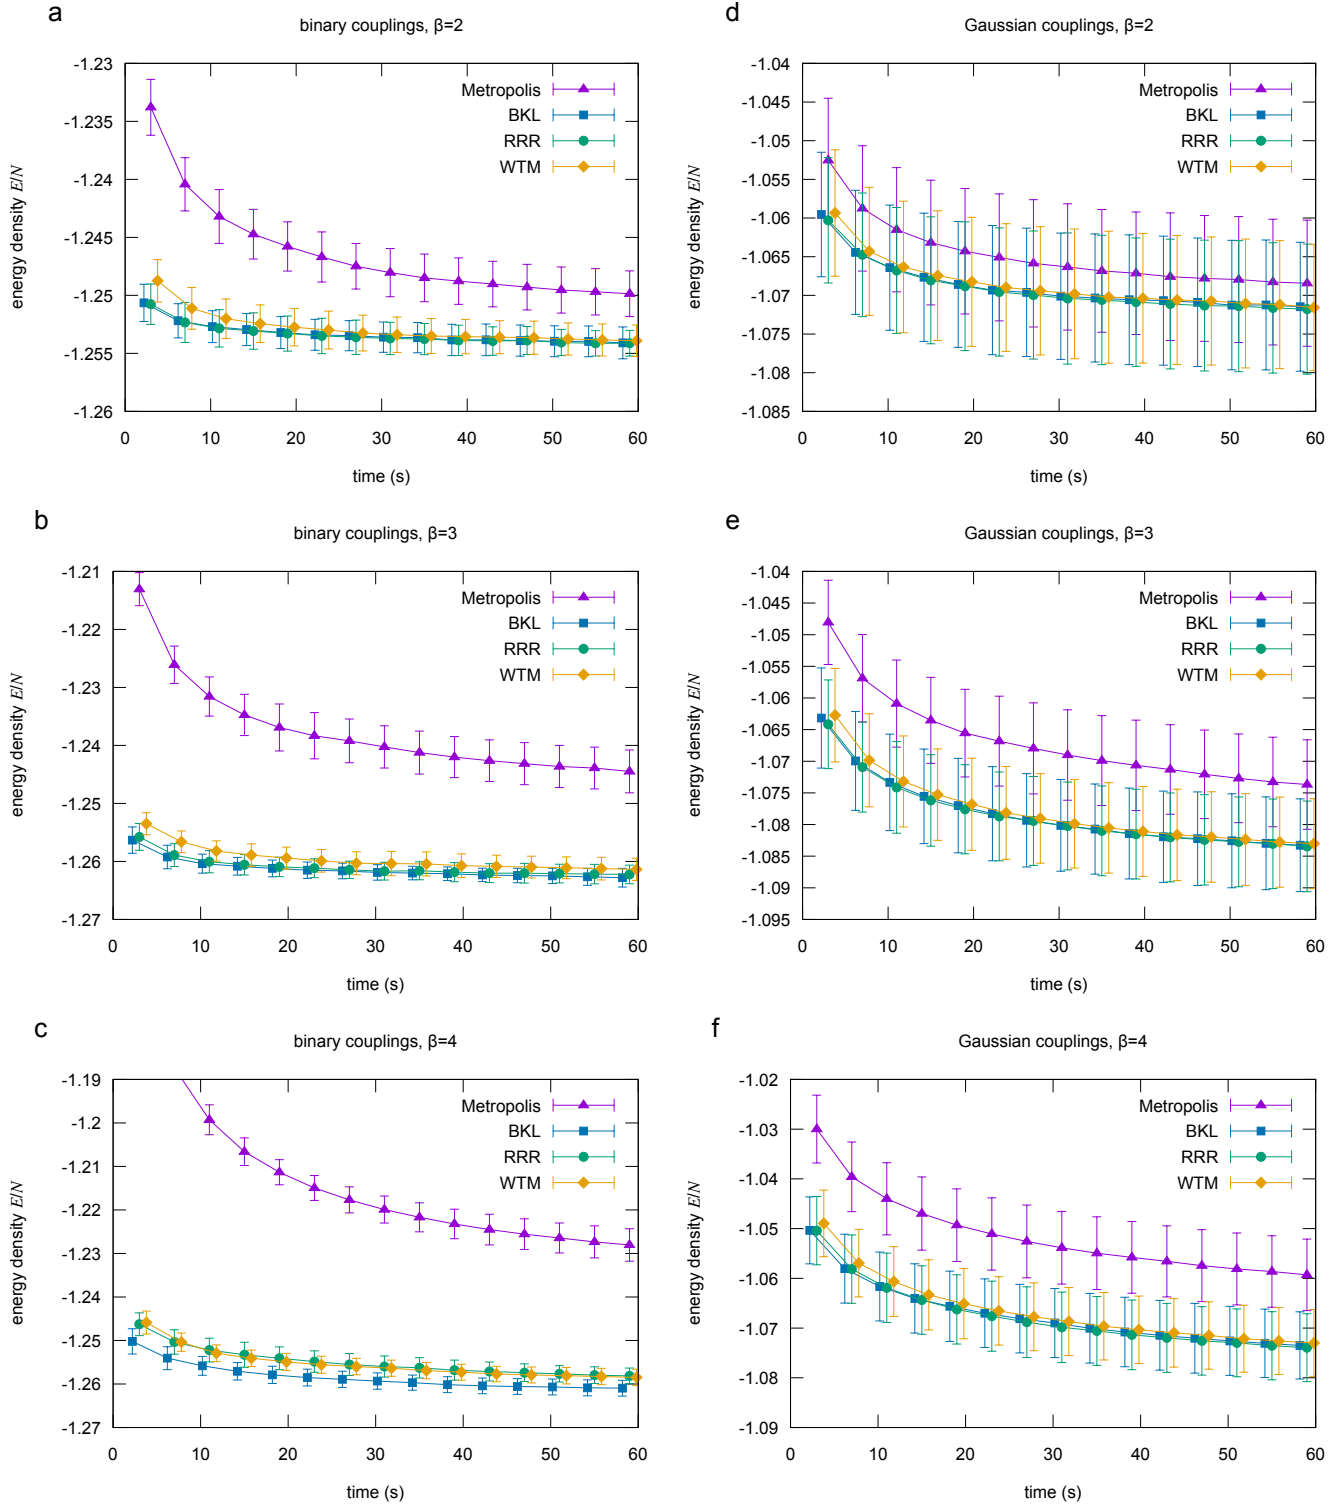 a
binary couplings, β=2
-1.23
-1.235
-1.24
-1.245
-1.25
-1.255
-1.26
0 10 20 30 40 50 60
time (s)
energy density E/N
Metropolis
BKL
RRR
WTM
d
Gaussian couplings, β=2
-1.04
-1.045
-1.05
-1.055
-1.06
-1.065
-1.07
-1.075
-1.08
-1.085
0 10 20 30 40 50 60
time (s)
energy density E/N
Metropolis
BKL
RRR
WTM
b
binary couplings, β=3
-1.21
-1.22
-1.23
-1.24
-1.25
-1.26
-1.27
0 10 20 30 40 50 60
time (s)
energy density E/N
Metropolis
BKL
RRR
WTM
e
Gaussian couplings, β=3
-1.04
-1.045
-1.05
-1.055
-1.06
-1.065
-1.07
-1.075
-1.08
-1.085
-1.09
-1.095
0 10 20 30 40 50 60
time (s)
energy density E/N
Metropolis
BKL
RRR
WTM
c
binary couplings, β=4
-1.19
-1.2
-1.21
-1.22
-1.23
-1.24
-1.25
-1.26
-1.27
0 10 20 30 40 50 60
time (s)
energy density E/N
Metropolis
BKL
RRR
WTM
f
Gaussian couplings, β=4
-1.02
-1.03
-1.04
-1.05
-1.06
-1.07
-1.08
-1.09
0 10 20 30 40 50 60
time (s)
energy density E/N
Metropolis
BKL
RRR
WTM